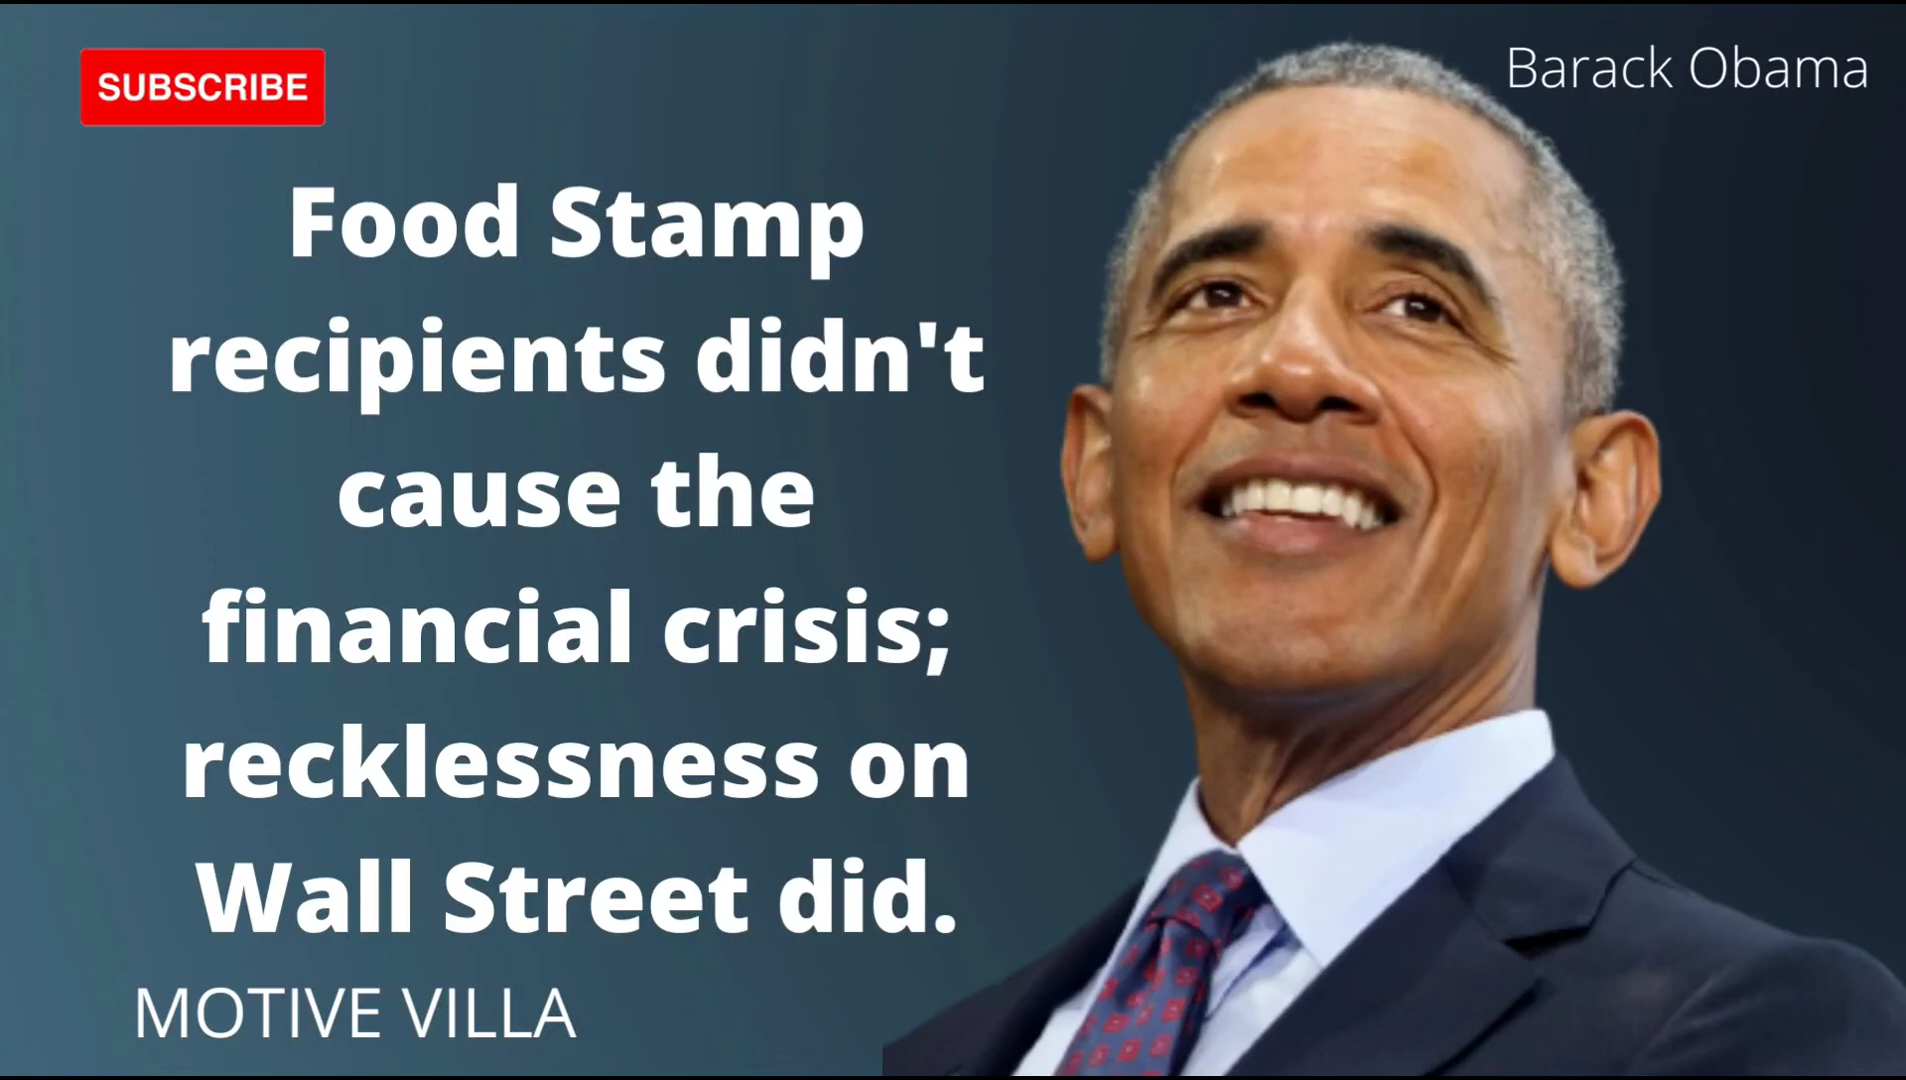 SUBSCRIBE
Barack Obama
Food Stamp
recipients didn't
cause the
financial crisis;
recklessness on
Wall Street did.
MOTIVE VILLA